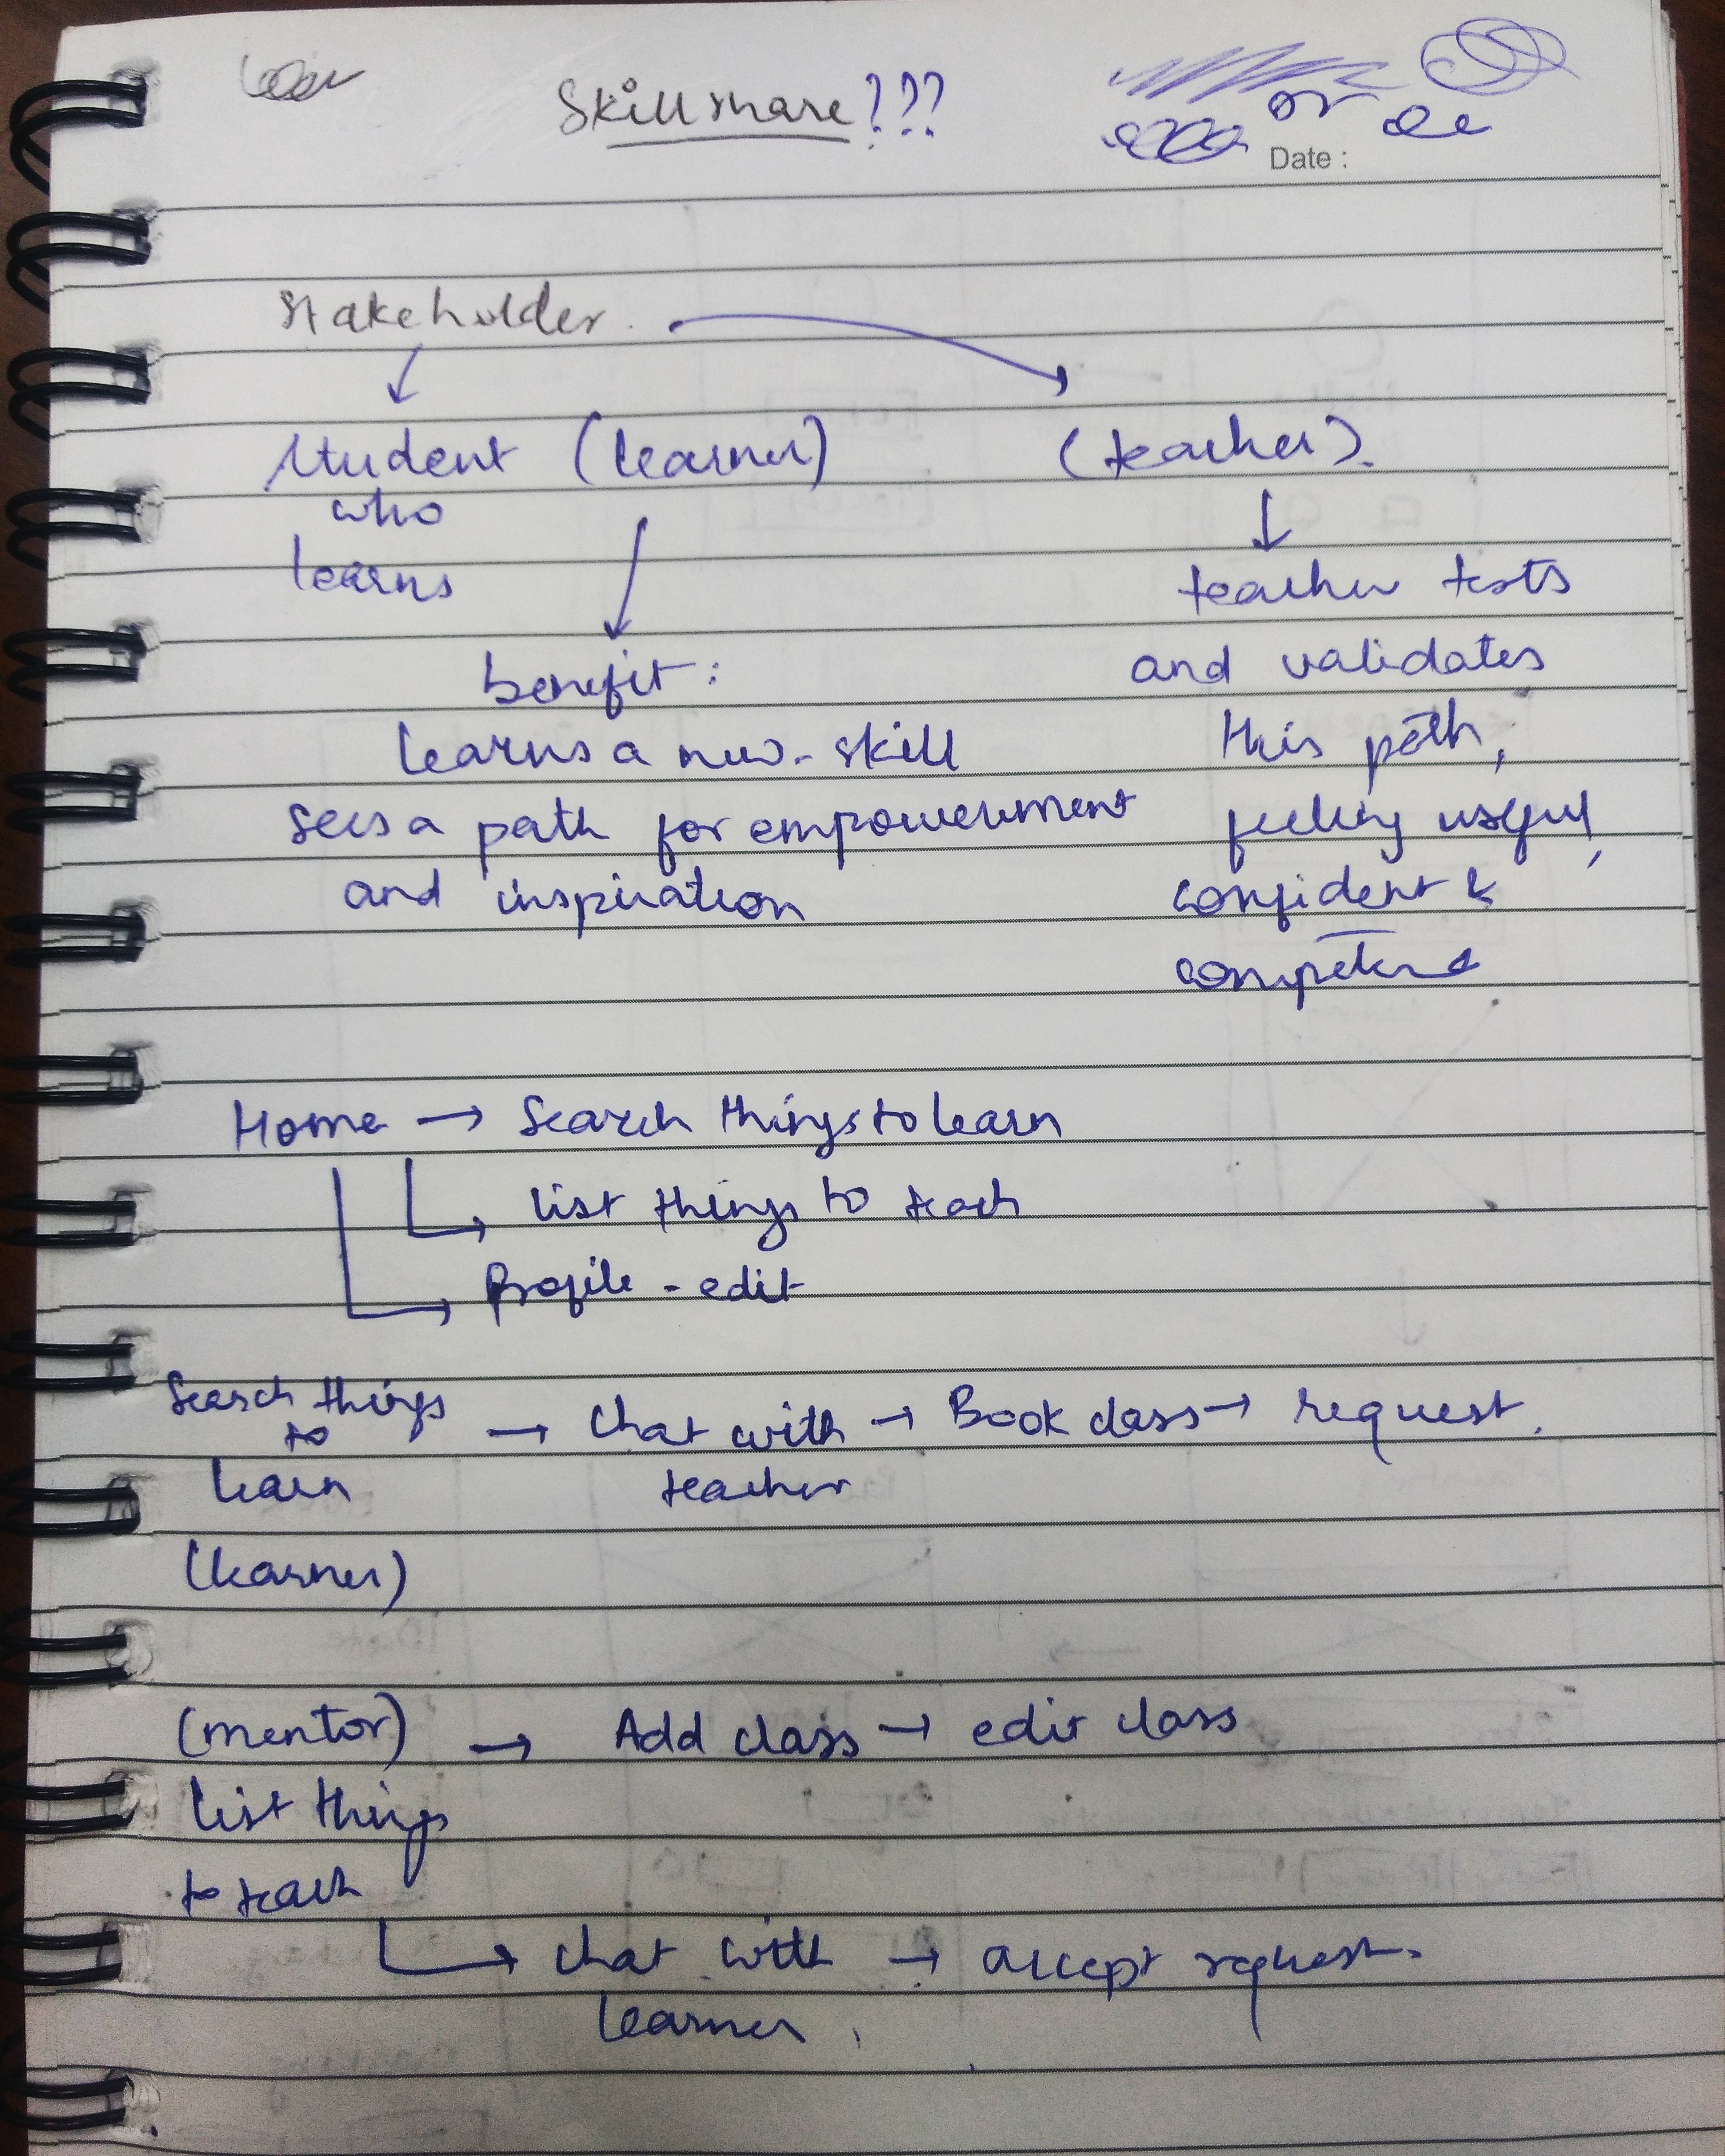 Skillshare???
or
Date :
Stakeholder.
Student (learner) (teacher).
who
learns
teacher tests
benefit :
and validates
learns a new skill
this path,
sees a path for empowerment
feeling useful,
and inspiration
confident &
competent
Home → Search things to learn
→ list things to teach
→ Profile - edit
Search things
to → Chat with → Book class → request.
learn teacher
(learner)
(mentor) → Add class → edit class
list things
to teach
→ chat with → accept request.
learner